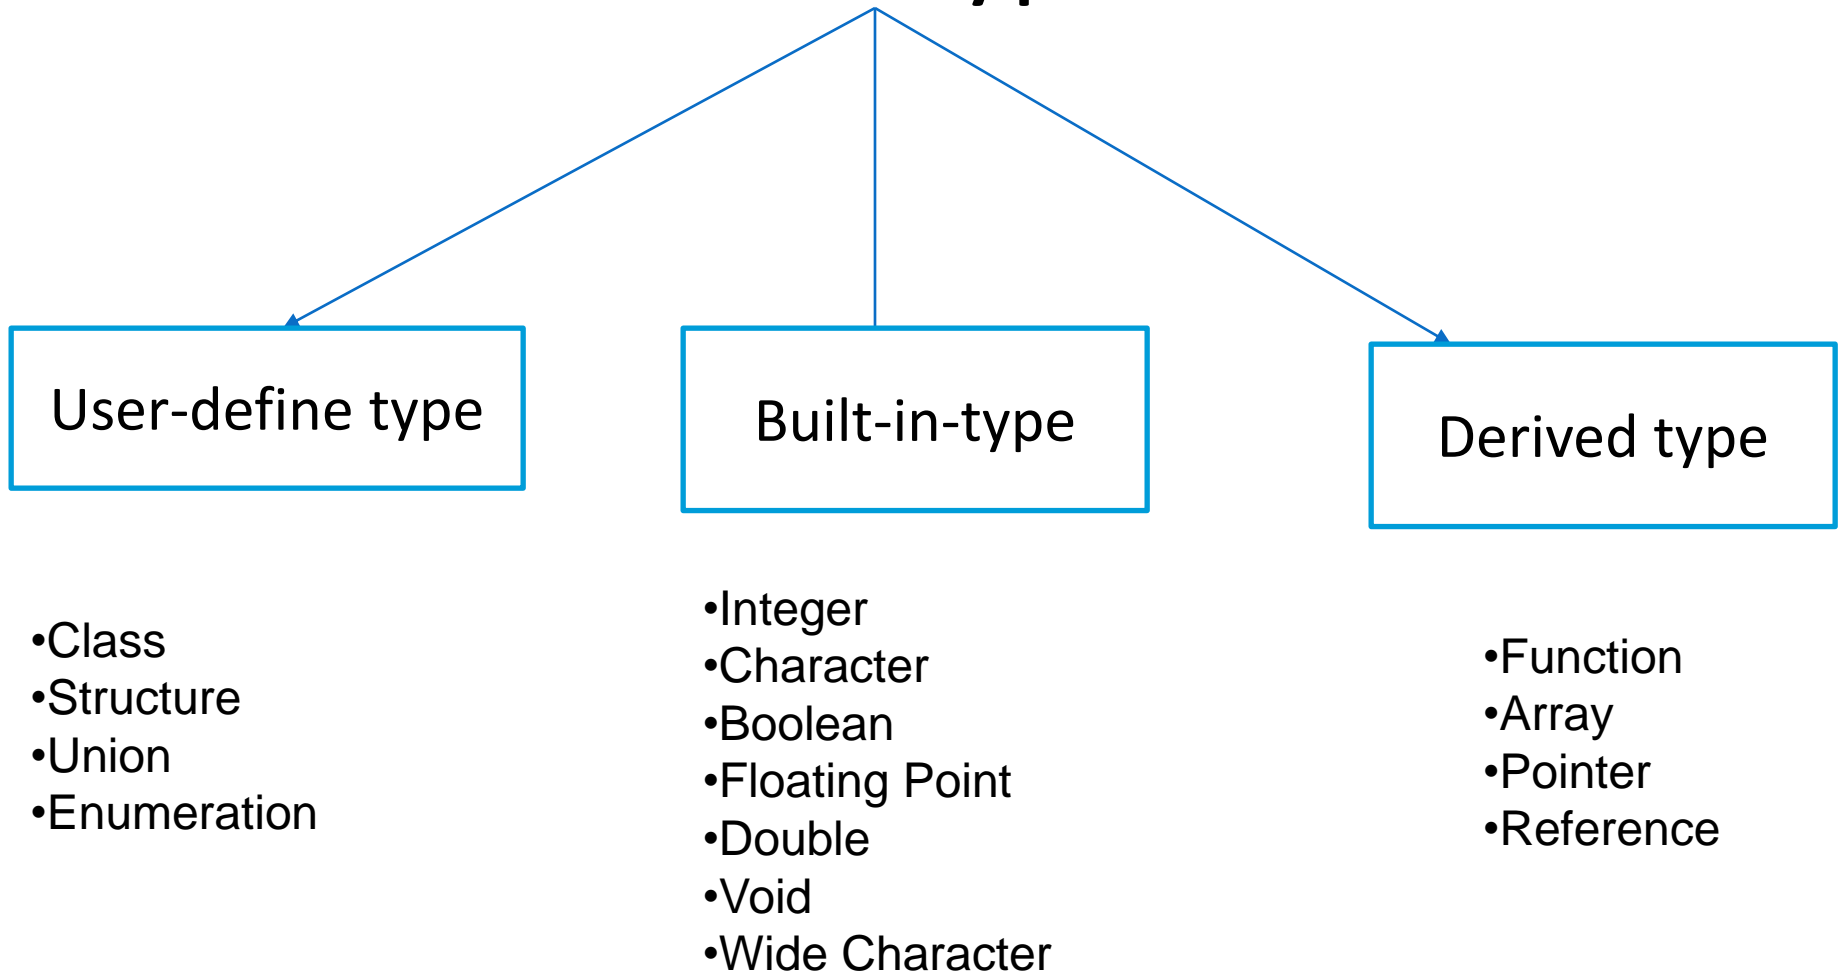 User-define type
Built-in-type
Derived type
•Class
•Structure
•Union
•Enumeration
•Integer
•Character
•Boolean
•Floating Point
•Double
•Void
•Wide Character
•Function
•Array
•Pointer
•Reference